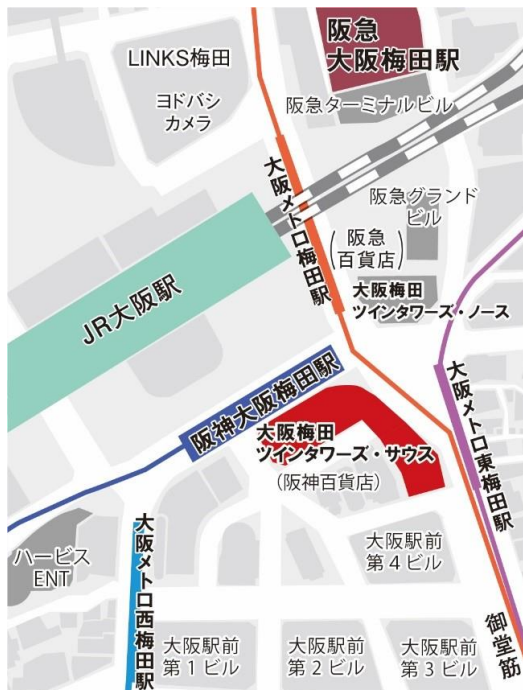 阪急
大阪梅田駅
LINKS梅田
ヨドバシ
カメラ
阪急ターミナルビル
大阪メトロ梅田駅
阪急グランド
ビル
(阪急
百貨店)
大阪梅田
ツインタワーズ・ノース
JR大阪駅
阪神大阪梅田駅
大阪梅田
ツインタワーズ・サウス
(阪神百貨店)
大阪メトロ東梅田駅
ハービス
ENT
大阪メトロ西梅田駅
大阪駅前
第4ビル
大阪駅前
第1ビル
大阪駅前
第2ビル
大阪駅前
第3ビル
御堂筋